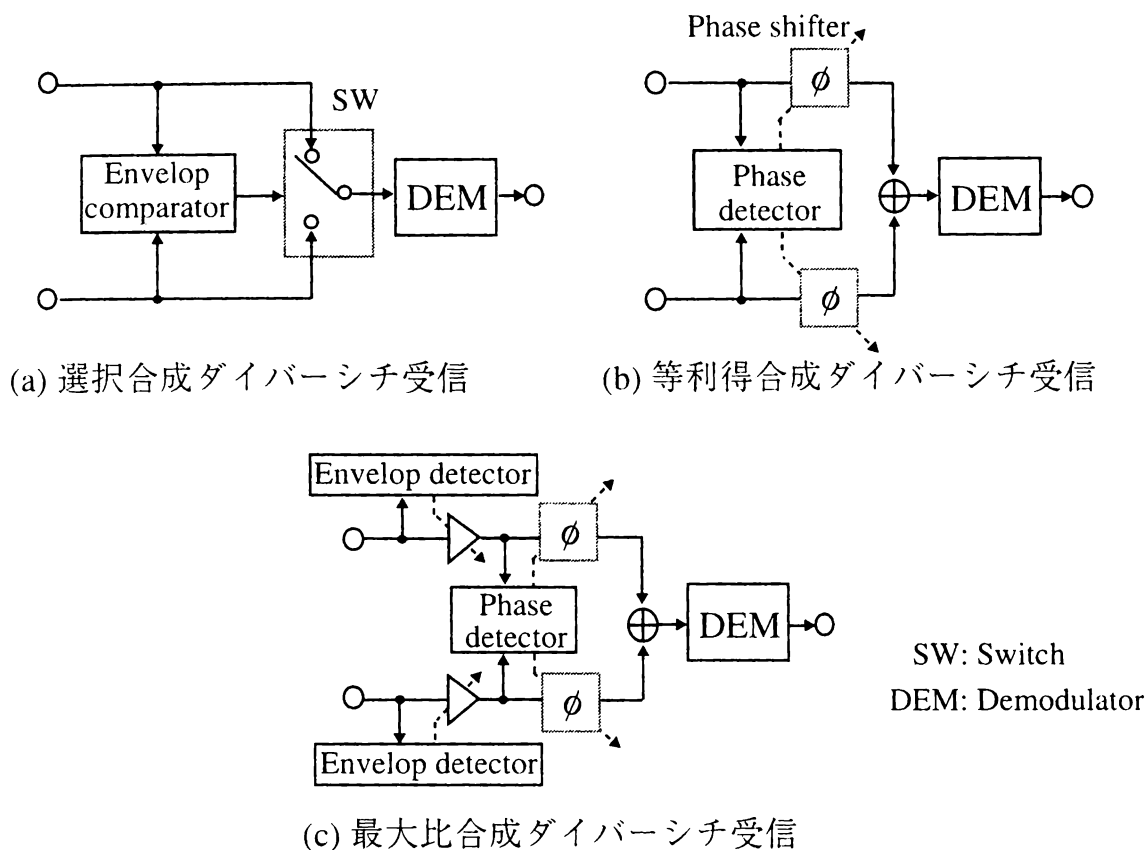 Phase shifter
SW
Envelop
comparator
DEM
(a) 選択合成ダイバーシチ受信
ϕ
Phase
detector
DEM
ϕ
(b) 等利得合成ダイバーシチ受信
Envelop detector
ϕ
Phase
detector
DEM
ϕ
Envelop detector
SW: Switch
DEM: Demodulator
(c) 最大比合成ダイバーシチ受信